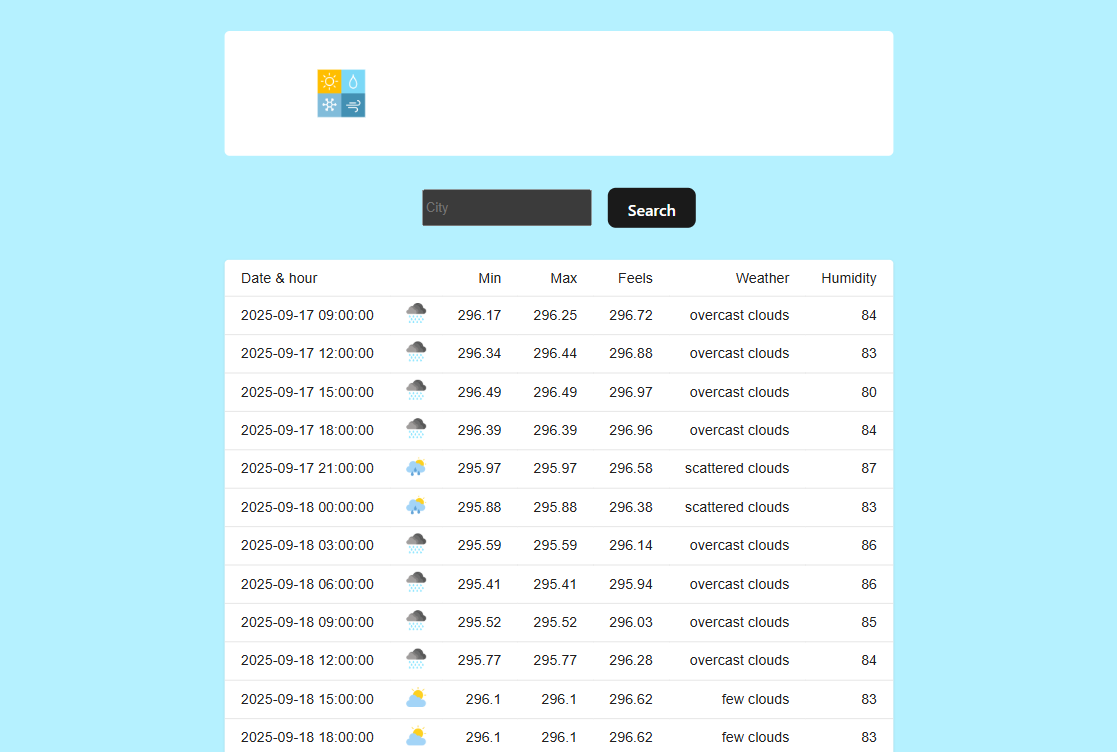 City
Search
Date & hour Min Max Feels Weather Humidity
2025-09-17 09:00:00 296.17 296.25 296.72 overcast clouds 84
2025-09-17 12:00:00 296.34 296.44 296.88 overcast clouds 83
2025-09-17 15:00:00 296.49 296.49 296.97 overcast clouds 80
2025-09-17 18:00:00 296.39 296.39 296.96 overcast clouds 84
2025-09-17 21:00:00 295.97 295.97 296.58 scattered clouds 87
2025-09-18 00:00:00 295.88 295.88 296.38 scattered clouds 83
2025-09-18 03:00:00 295.59 295.59 296.14 overcast clouds 86
2025-09-18 06:00:00 295.41 295.41 295.94 overcast clouds 86
2025-09-18 09:00:00 295.52 295.52 296.03 overcast clouds 85
2025-09-18 12:00:00 295.77 295.77 296.28 overcast clouds 84
2025-09-18 15:00:00 296.1 296.1 296.62 few clouds 83
2025-09-18 18:00:00 296.1 296.1 296.62 few clouds 83